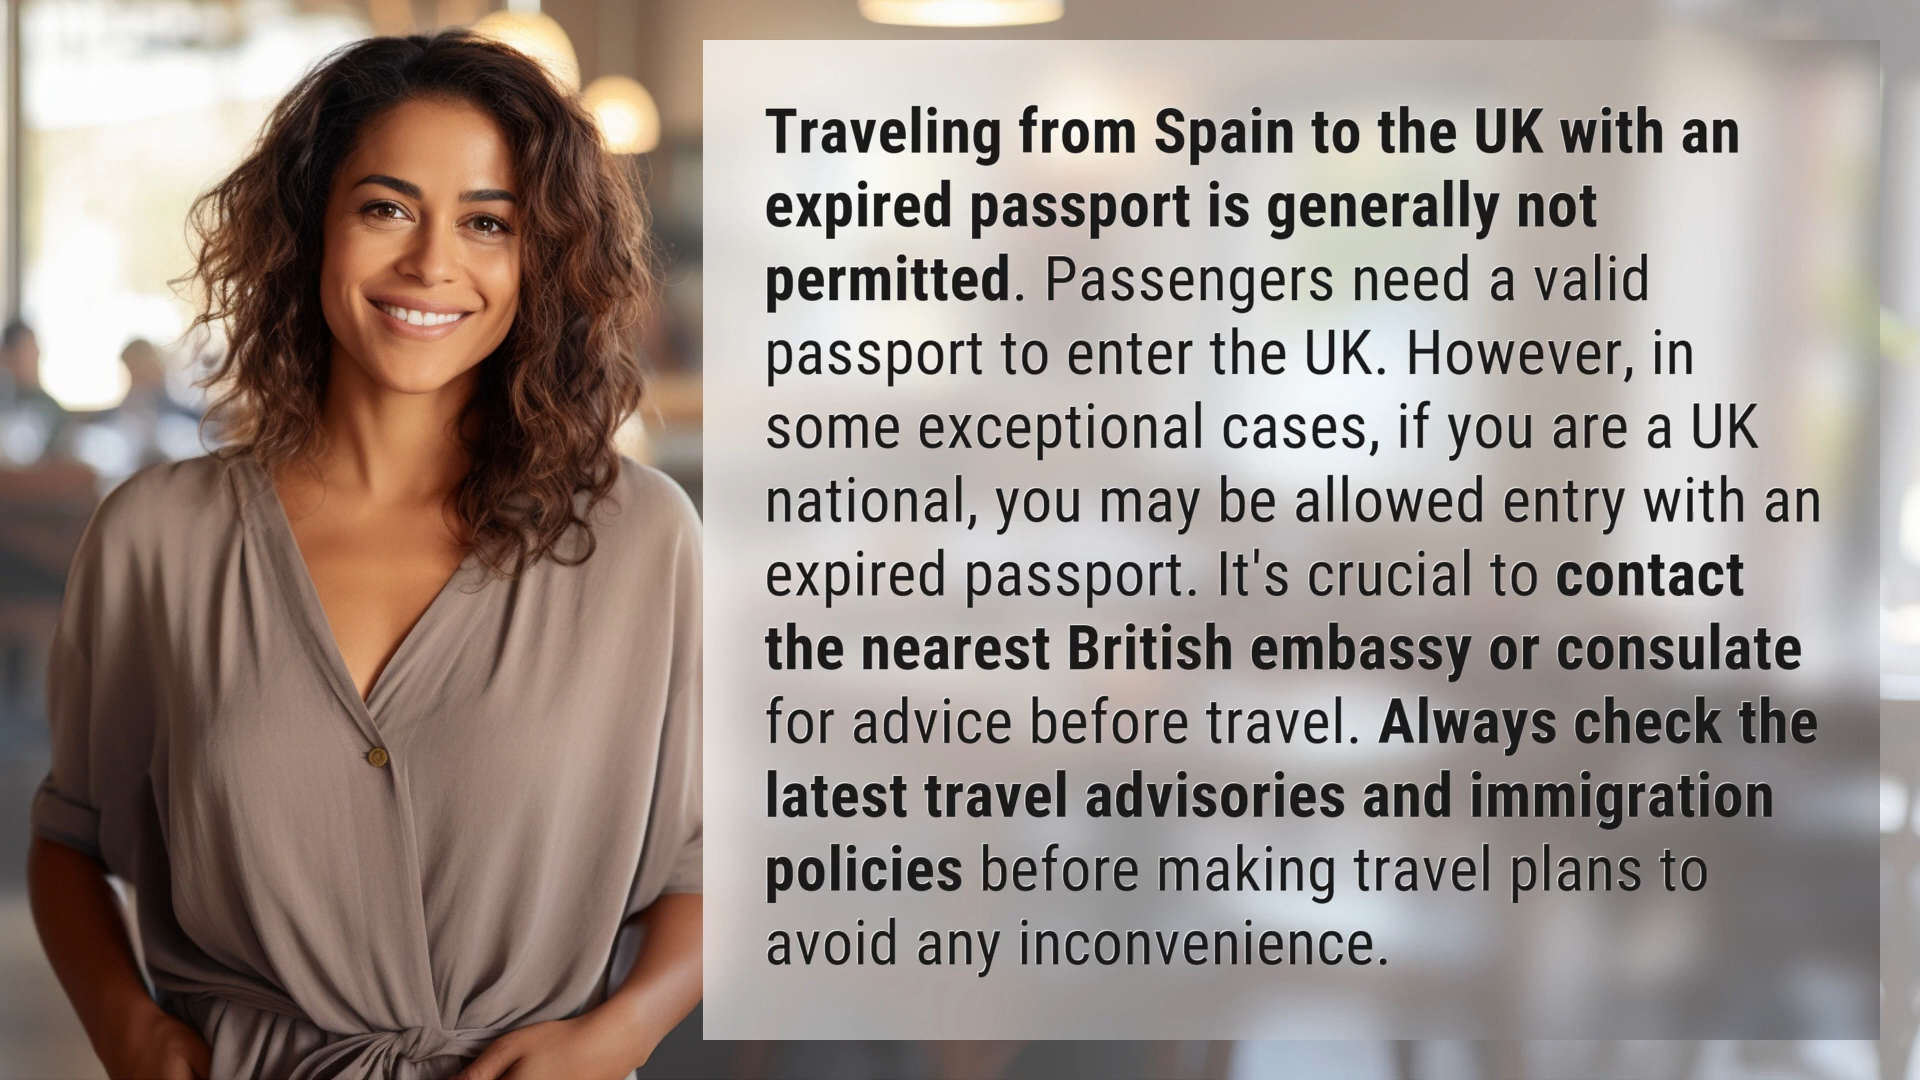 Traveling from Spain to the UK with an
expired passport is generally not
permitted. Passengers need a valid
passport to enter the UK. However, in
some exceptional cases, if you are a UK
national, you may be allowed entry with an
expired passport. It's crucial to contact
the nearest British embassy or consulate
for advice before travel. Always check the
latest travel advisories and immigration
policies before making travel plans to
avoid any inconvenience.